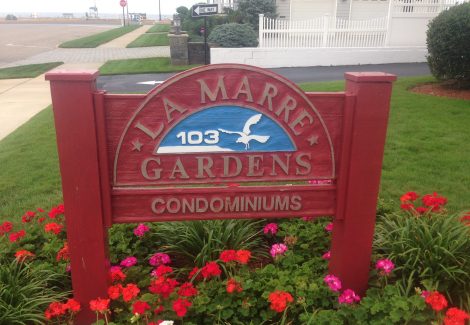 LA MARRE
103
GARDENS
CONDOMINIUMS